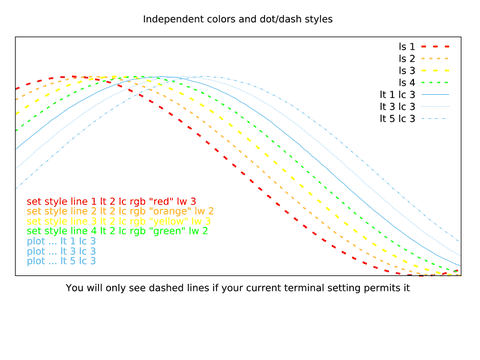 Independent colors and dot/dash styles
ls 1
ls 2
ls 3
ls 4
lt 1 lc 3
lt 3 lc 3
lt 5 lc 3
set style line 1 lt 2 lc rgb "red" lw 3
set style line 2 lt 2 lc rgb "orange" lw 2
set style line 3 lt 2 lc rgb "yellow" lw 3
set style line 4 lt 2 lc rgb "green" lw 2
plot ... lt 1 lc 3
plot ... lt 3 lc 3
plot ... lt 5 lc 3
You will only see dashed lines if your current terminal setting permits it